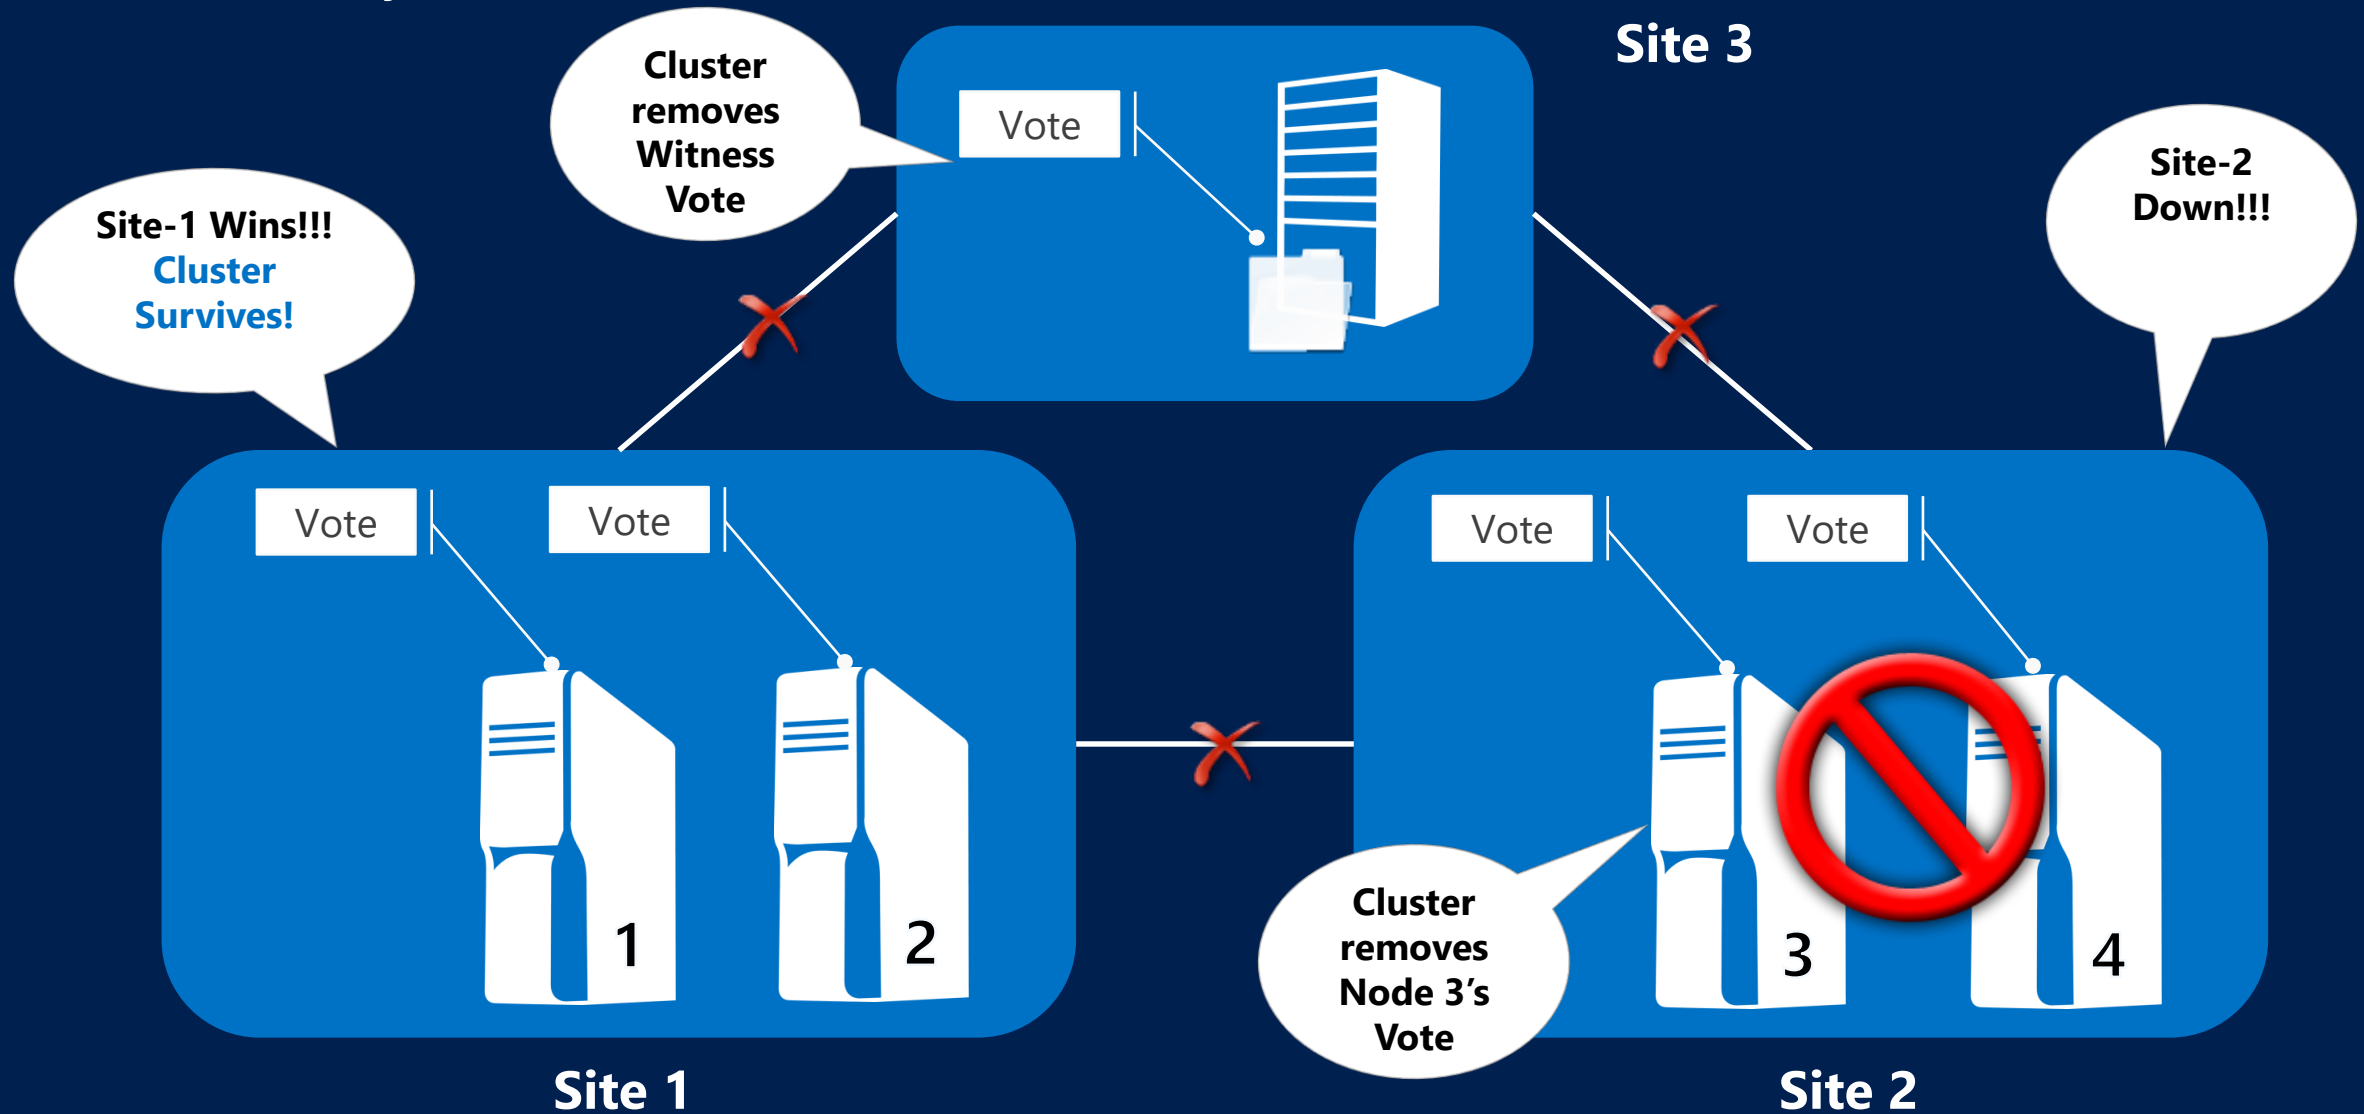 Site 3
Cluster
removes
Witness
Vote
Vote
Site-2
Down!!!
Site-1 Wins!!!
Cluster
Survives!
Vote
Vote
Vote
Vote
1
2
3
4
Cluster
removes
Node 3’s
Vote
Site 1
Site 2